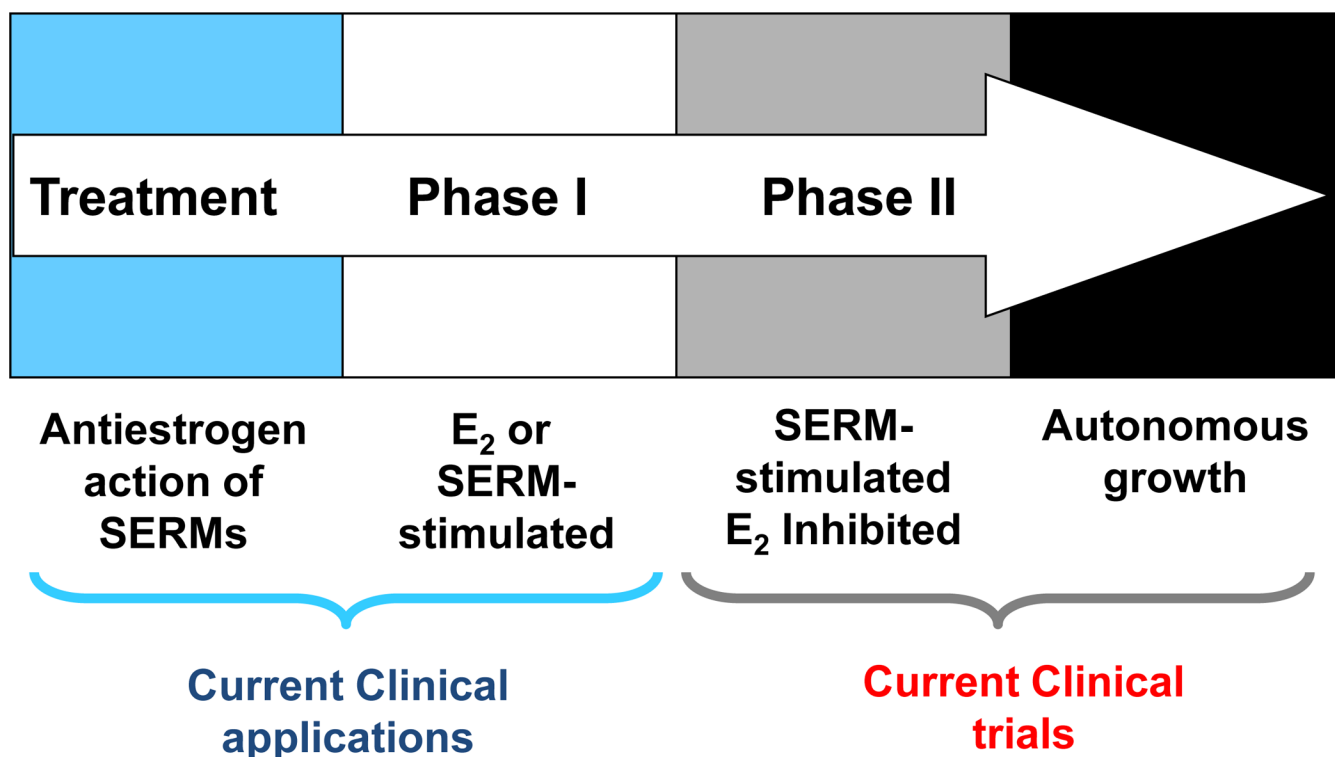 Treatment
Phase I
Phase II
Antiestrogen
action of
SERMs
E₂ or
SERM-
stimulated
SERM-
stimulated
E₂ Inhibited
Autonomous
growth
Current Clinical
applications
Current Clinical
trials